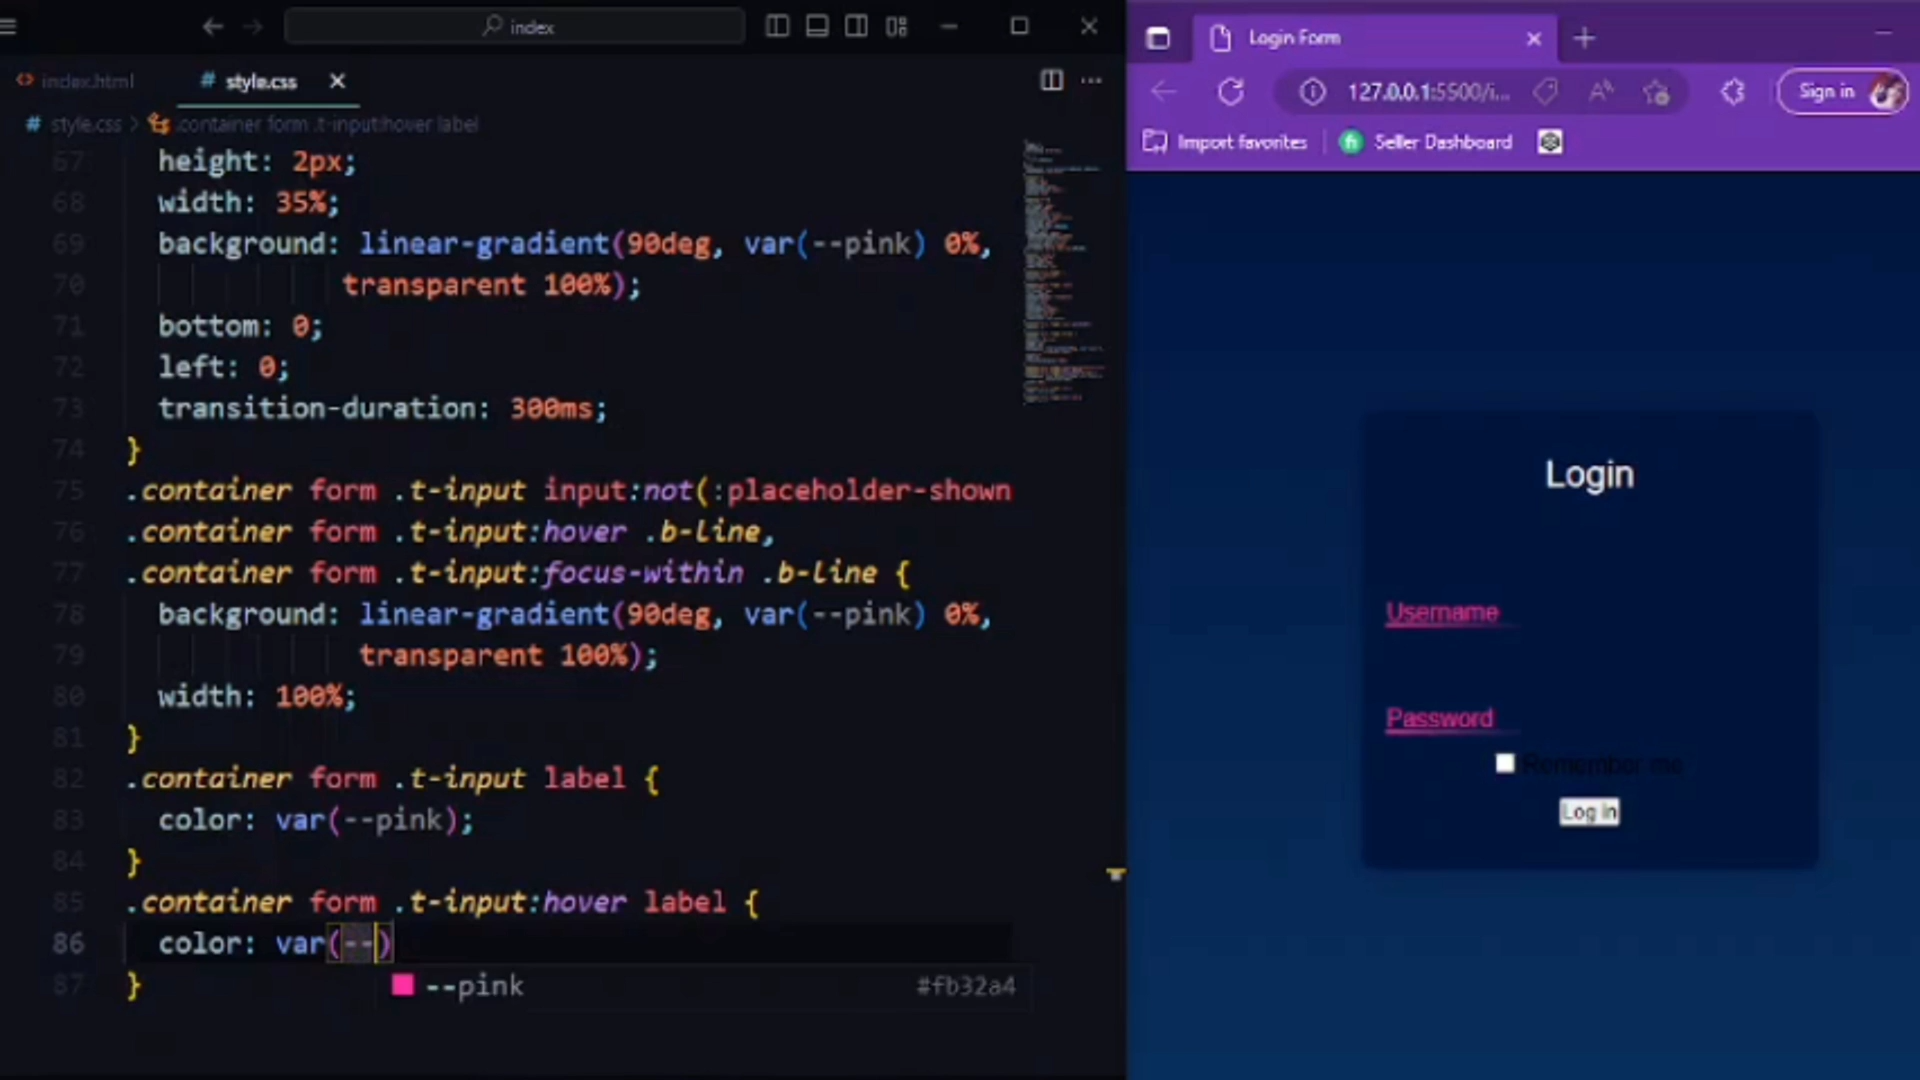 index
index.html
# style.css
# style.css > .container form .t-input:hover label
67 height: 2px;
68 width: 35%;
69 background: linear-gradient(90deg, var(--pink) 0%,
70 transparent 100%);
71 bottom: 0;
72 left: 0;
73 transition-duration: 300ms;
74 }
75 .container form .t-input input:not(:placeholder-shown
76 .container form .t-input:hover .b-line,
77 .container form .t-input:focus-within .b-line {
78 background: linear-gradient(90deg, var(--pink) 0%,
79 transparent 100%);
80 width: 100%;
81 }
82 .container form .t-input label {
83 color: var(--pink);
84 }
85 .container form .t-input:hover label {
86 color: var(--)
87 }
--pink #fb32a4
Login Form
127.0.0.1:5500/i...
Sign in
Import favorites
Seller Dashboard
Login
Username
Password
Remember me
Log In